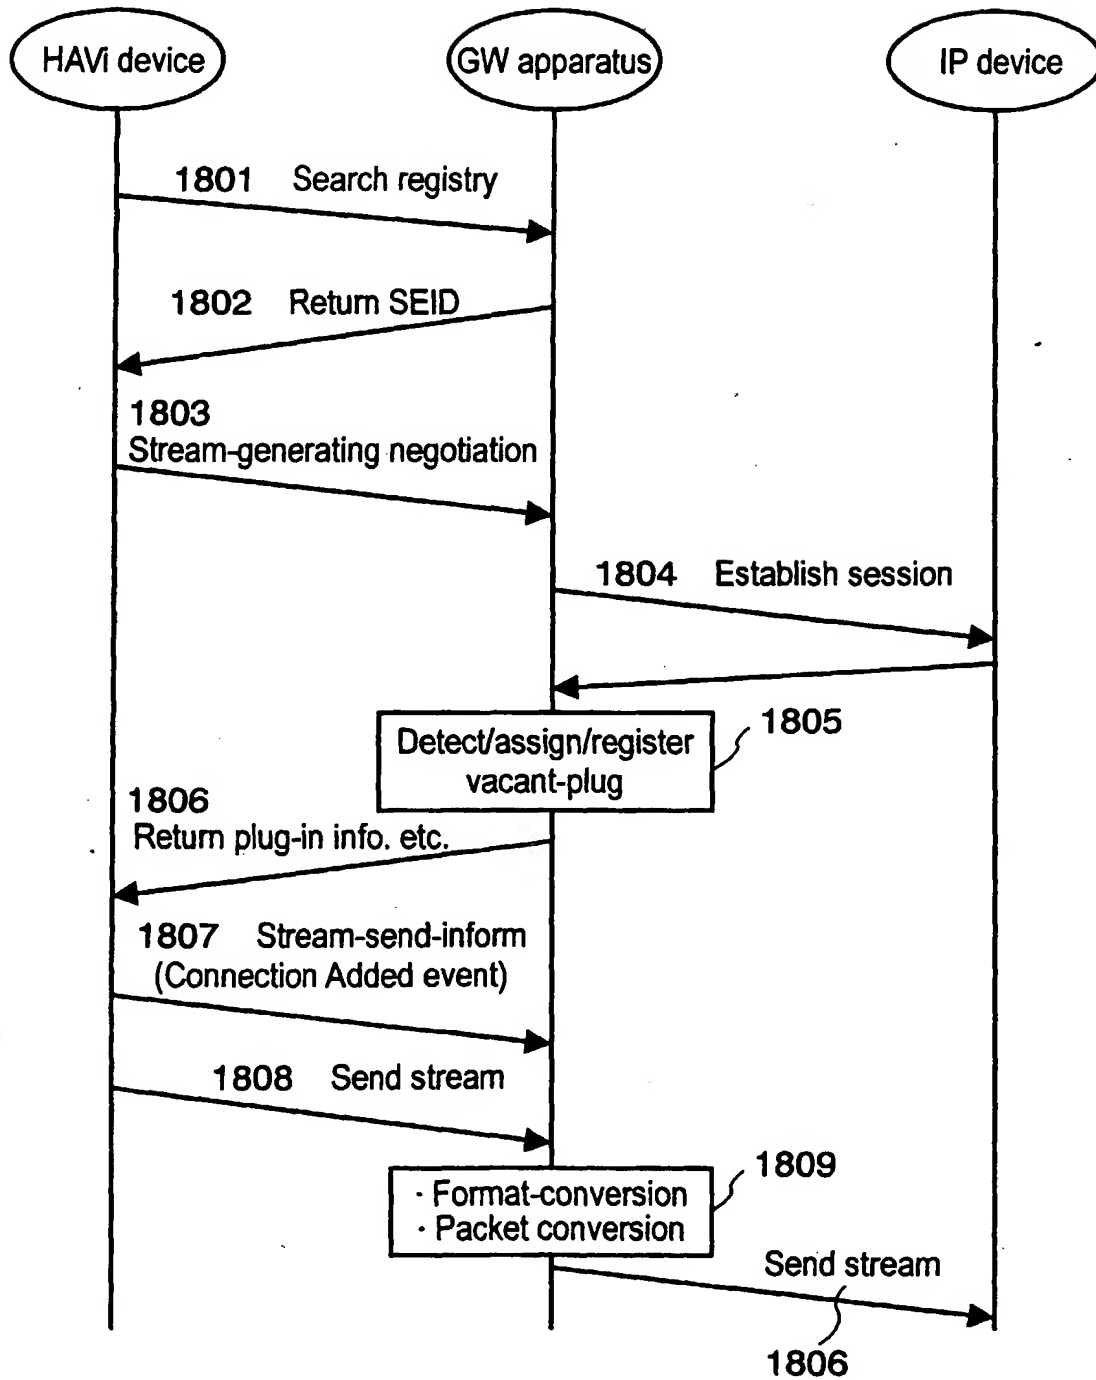 HAVi device
GW apparatus
IP device
1801 Search registry
1802 Return SEID
1803
Stream-generating negotiation
1804 Establish session
1805
Detect/assign/register
vacant-plug
1806
Return plug-in info. etc.
1807 Stream-send-inform
(Connection Added event)
1808 Send stream
1809
· Format-conversion
· Packet conversion
Send stream
1806